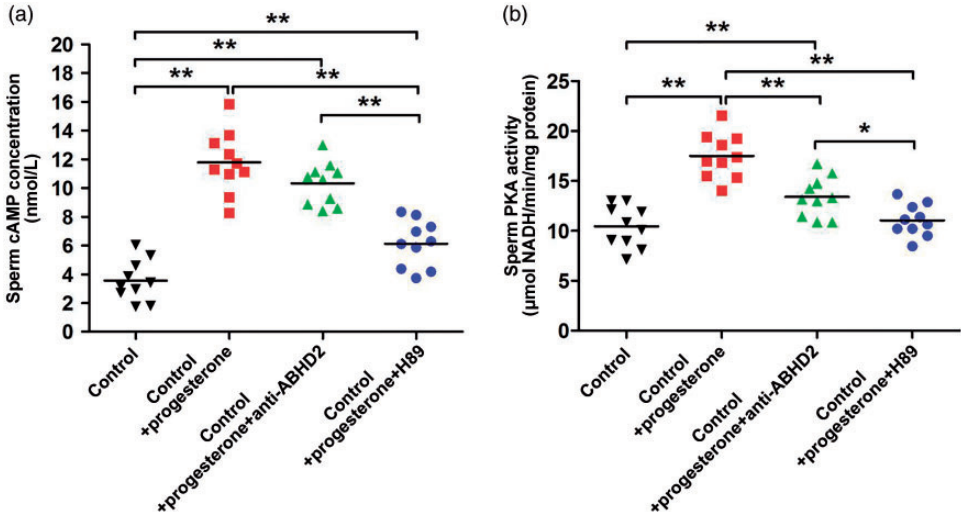 (a)
**
**
**
**
**
Sperm cAMP concentration
(nmol/L)
20
18
16
14
12
10
8
6
4
2
0
Control
Control
+progesterone
Control
+progesterone+anti-ABHD2
Control
+progesterone+H89
(b)
**
**
**
**
*
Sperm PKA activity
(μmol NADH/min/mg protein)
25
20
15
10
5
0
Control
Control
+progesterone
Control
+progesterone+anti-ABHD2
Control
+progesterone+H89